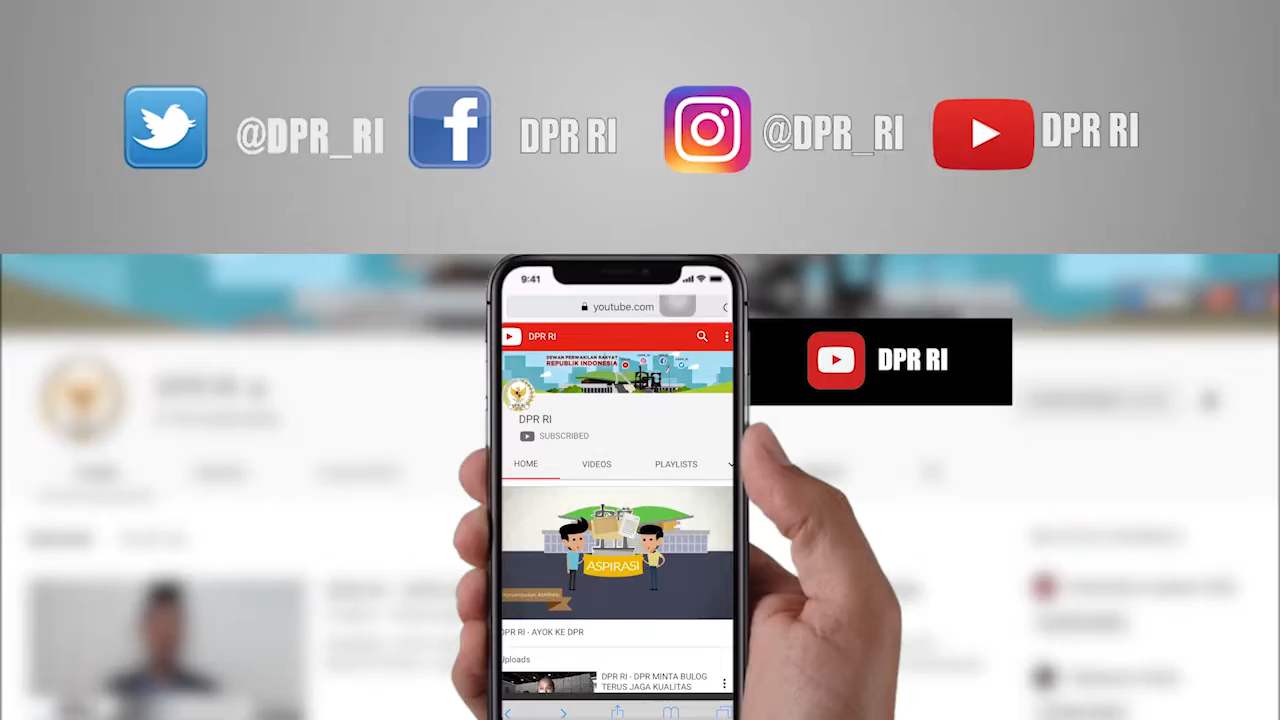 @DPR_RI
DPR RI
@DPR_RI
DPR RI
9:41
youtube.com
DPR RI
DEWAN PERWAKILAN RAKYAT
REPUBLIK INDONESIA
DPR RI
DPR RI
SUBSCRIBED
HOME VIDEOS PLAYLISTS
ASPIRASI
DPR RI - AYOK KE DPR
Uploads
DPR RI - DPR MINTA BULOG
TERUS JAGA KUALITAS